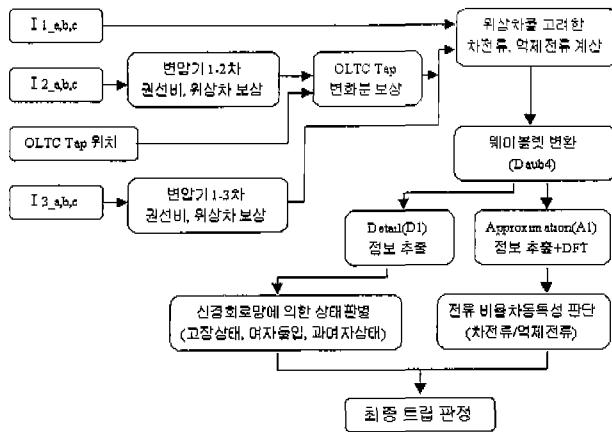 I1_a,b,c
위상차를 고려한
차전류, 억제전류 계산
I2_a,b,c
변압기 1-2차
권선비, 위상차 보상
OLTC Tap
변화분 보상
OLTC Tap 위치
웨이블렛 변환
(Daub4)
I3_a,b,c
변압기 1-3차
권선비, 위상차 보상
Detail(D1)
정보 추출
Approximation(A1)
정보 추출+DFT
신경회로망에 의한 상태판별
(고장상태, 여자돌입, 과여자상태)
전류 비율차동특성 판단
(차전류/억제전류)
최종 트립 판정